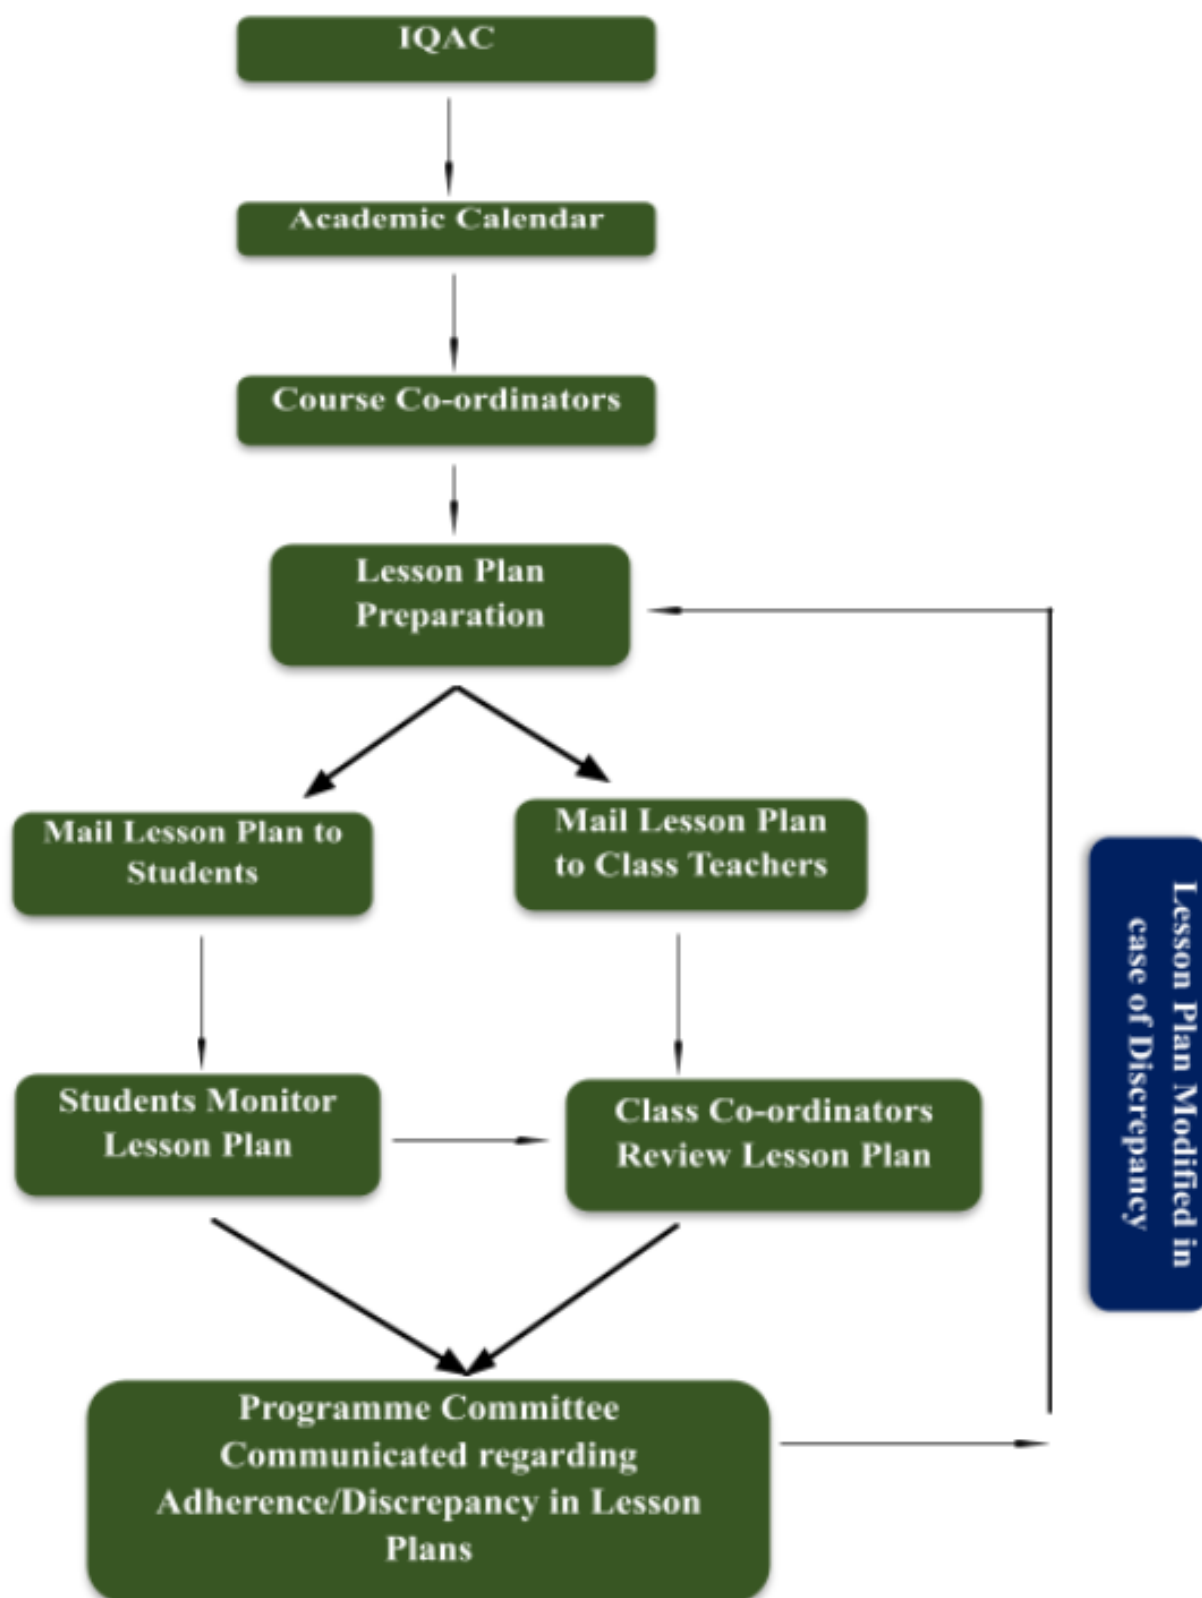 IQAC
Academic Calendar
Course Co-ordinators
Lesson Plan
Preparation
Mail Lesson Plan to
Students
Mail Lesson Plan
to Class Teachers
Students Monitor
Lesson Plan
Class Co-ordinators
Review Lesson Plan
Programme Committee
Communicated regarding
Adherence/Discrepancy in Lesson
Plans
Lesson Plan Modified in
case of Discrepancy